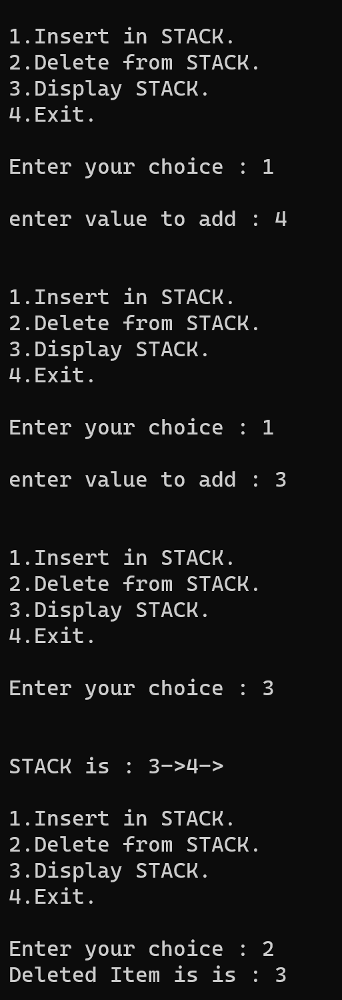 1.Insert in STACK.
2.Delete from STACK.
3.Display STACK.
4.Exit.
Enter your choice : 1
enter value to add : 4
1.Insert in STACK.
2.Delete from STACK.
3.Display STACK.
4.Exit.
Enter your choice : 1
enter value to add : 3
1.Insert in STACK.
2.Delete from STACK.
3.Display STACK.
4.Exit.
Enter your choice : 3
STACK is : 3->4->
1.Insert in STACK.
2.Delete from STACK.
3.Display STACK.
4.Exit.
Enter your choice : 2
Deleted Item is is : 3